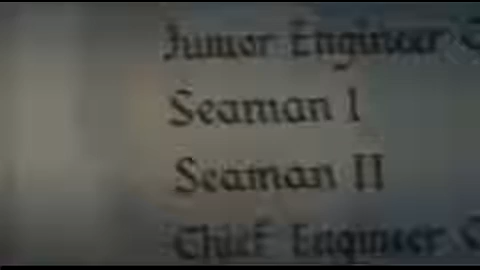 Junior Engineer
Seaman I
Seaman II
Chief Engineer